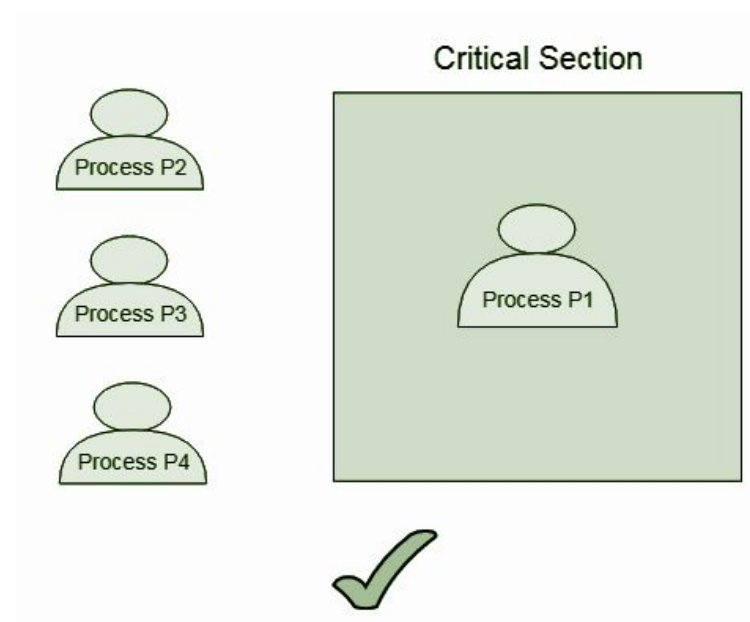 Critical Section
Process P2
Process P1
Process P3
Process P4